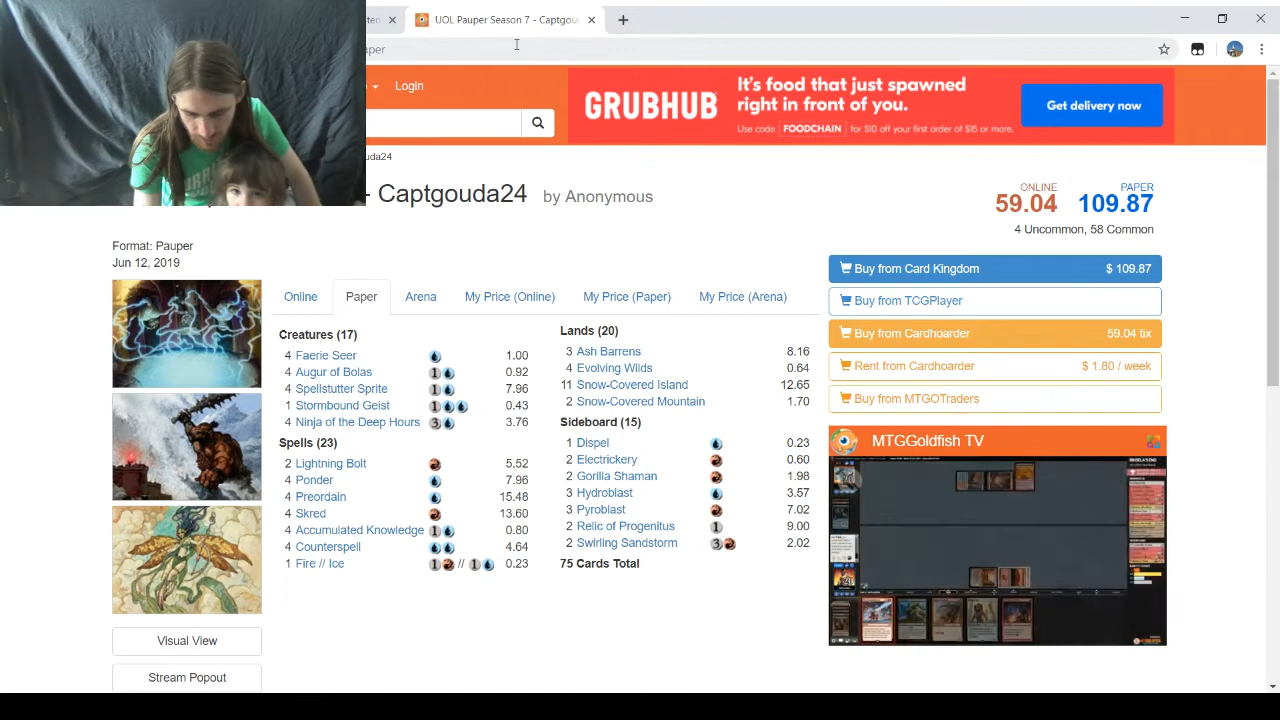 UOL Pauper Season 7 - Captgou
aper
Login
GRUBHUB
It's food that just spawned
right in front of you.
Use code FOODCHAIN for $10 off your first order of $15 or more.
Get delivery now
uda24
- Captgouda24 by Anonymous
ONLINE
59.04
PAPER
109.87
4 Uncommon, 58 Common
Format: Pauper
Jun 12, 2019
Online Paper Arena My Price (Online) My Price (Paper) My Price (Arena)
Creatures (17)
4 Faerie Seer 1.00
4 Augur of Bolas 1 0.92
4 Spellstutter Sprite 1 7.96
1 Stormbound Geist 1 0.43
4 Ninja of the Deep Hours 3 3.76
Spells (23)
2 Lightning Bolt 5.52
4 Ponder 7.96
4 Preordain 15.48
4 Skred 13.60
4 Accumulated Knowledge 1 0.80
4 Counterspell 4.64
1 Fire // Ice 1 // 1 0.23
Lands (20)
3 Ash Barrens 8.16
4 Evolving Wilds 0.64
11 Snow-Covered Island 12.65
2 Snow-Covered Mountain 1.70
Sideboard (15)
1 Dispel 0.23
2 Electrickery 0.60
2 Gorilla Shaman 1.98
3 Hydroblast 3.57
3 Pyroblast 7.02
2 Relic of Progenitus 1 9.00
2 Swirling Sandstorm 3 2.02
75 Cards Total
Buy from Card Kingdom $ 109.87
Buy from TCGPlayer
Buy from Cardhoarder 59.04 tix
Rent from Cardhoarder $ 1.80 / week
Buy from MTGOTraders
MTGGoldfish TV
Visual View
Stream Popout